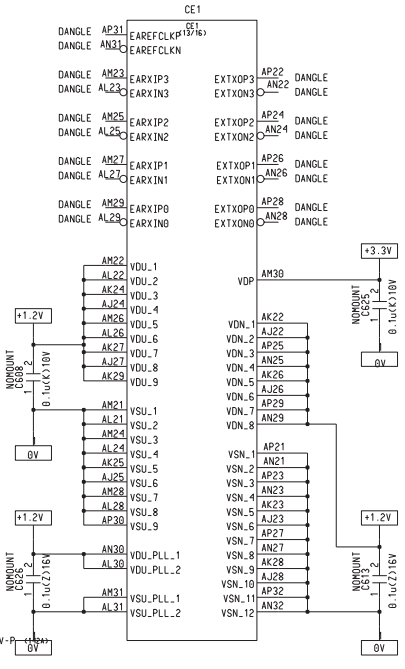 CE1
CE1
(13/16)
DANGLE AP31 EAREFCLKP
DANGLE AN31 EAREFCLKN
DANGLE AM23 EARXIP3
DANGLE AL23 EARXIN3
EXTXOP3 AP22 DANGLE
EXTXON3 AN22 DANGLE
DANGLE AM25 EARXIP2
DANGLE AL25 EARXIN2
EXTXOP2 AP24 DANGLE
EXTXON2 AN24 DANGLE
DANGLE AM27 EARXIP1
DANGLE AL27 EARXIN1
EXTXOP1 AP26 DANGLE
EXTXON1 AN26 DANGLE
DANGLE AM29 EARXIP0
DANGLE AL29 EARXIN0
EXTXOP0 AP28 DANGLE
EXTXON0 AN28 DANGLE
AM22 VDU_1
AL22 VDU_2
AK24 VDU_3
AJ24 VDU_4
AM26 VDU_5
AL26 VDU_6
AK27 VDU_7
AJ27 VDU_8
AK29 VDU_9
AM21 VSU_1
AL21 VSU_2
AM24 VSU_3
AL24 VSU_4
AK25 VSU_5
AJ25 VSU_6
AM28 VSU_7
AL28 VSU_8
AP30 VSU_9
AN30 VDU_PLL_1
AL30 VDU_PLL_2
AM31 VSU_PLL_1
AL31 VSU_PLL_2
VDP AM30
VDN_1 AK22
VDN_2 AJ22
VDN_3 AP25
VDN_4 AN25
VDN_5 AK26
VDN_6 AJ26
VDN_7 AP29
VDN_8 AN29
VSN_1 AP21
VSN_2 AN21
VSN_3 AP23
VSN_4 AN23
VSN_5 AK23
VSN_6 AJ23
VSN_7 AP27
VSN_8 AN27
VSN_9 AK28
VSN_10 AJ28
VSN_11 AP32
VSN_12 AN32
+1.2V
NOMOUNT
C608
1 2
0.1u(K)10V
0V
+1.2V
NOMOUNT
C626
1 2
0.1u(Z)16V
0V
+3.3V
NOMOUNT
C625
1 2
0.1u(K)10V
0V
+1.2V
NOMOUNT
C613
1 2
0.1u(Z)16V
0V
V-P